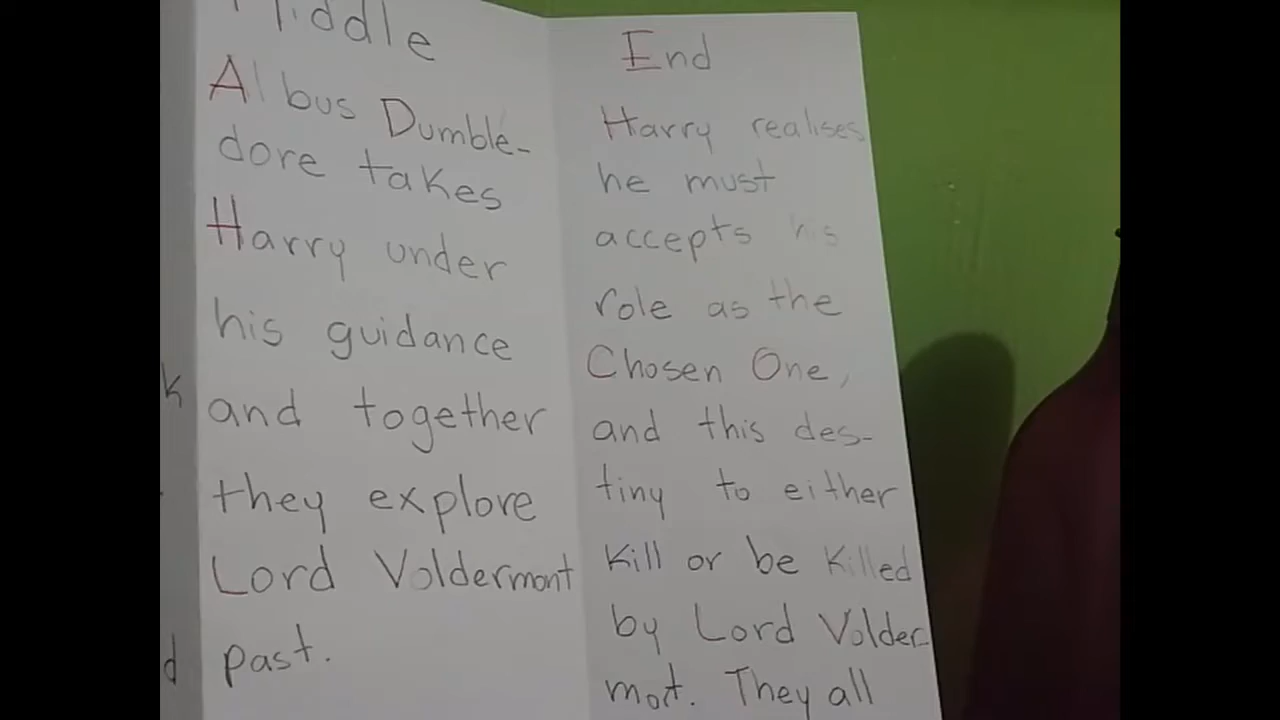 Middle
Albus Dumble-
dore takes
Harry under
his guidance
and together
they explore
Lord Voldermont
past.
End
Harry realises
he must
accepts his
role as the
Chosen One,
and this des-
tiny to either
kill or be killed
by Lord Volder-
mort. They all